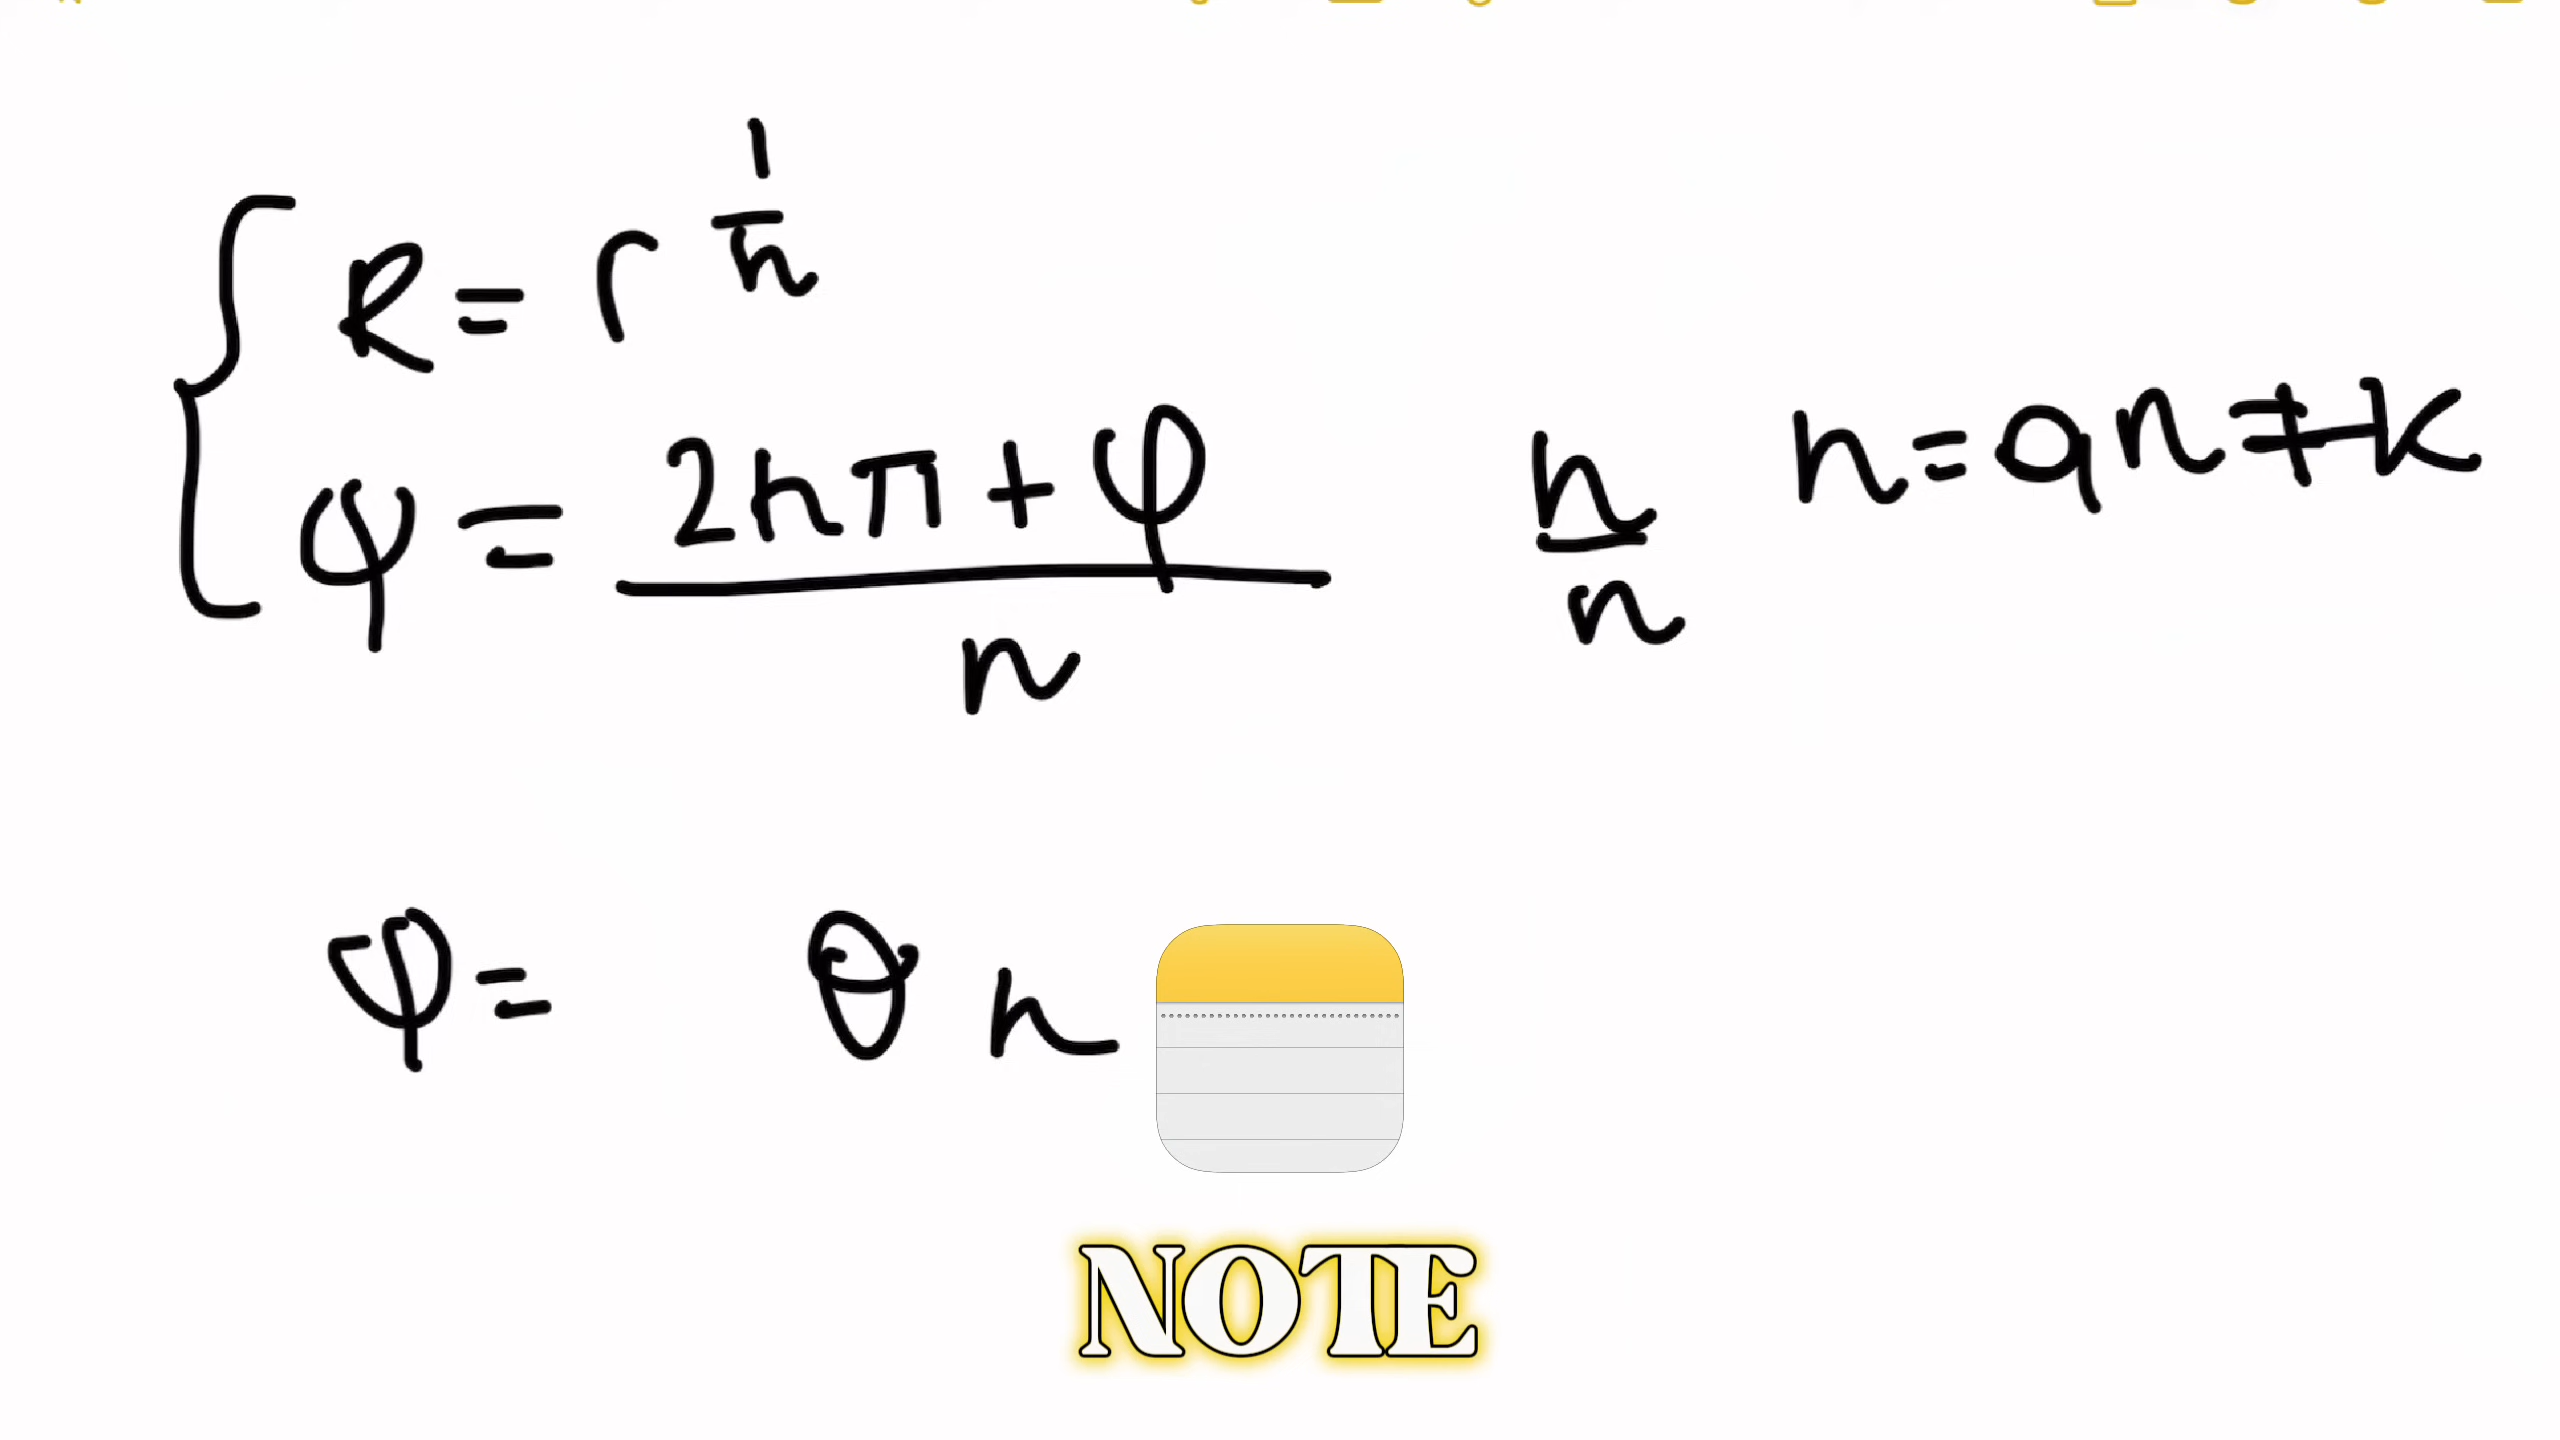 R = r^{1/n}
ψ = (2nπ + φ)/n    n/n    n = qn + k
φ =    θ n
NOTE